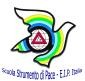 Scuola Strumento di Pace - E.I.P. Italia